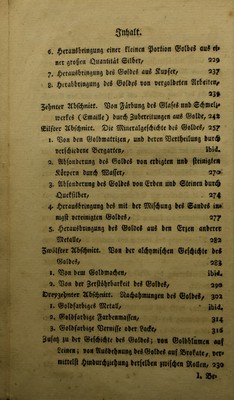 Inhalt.
6. Herausbringung einer kleinen Portion Goldes aus ei-
ner großen Quantität Silber, 229
7. Herausbringung des Goldes aus Kupfer, 237
8. Herabbringung des Goldes von vergoldeten Arbeiten,
239
Zehnter Abschnitt. Von Färbung des Glases und Schmelz-
werkes (Emaille) durch Zubereitungen aus Golde, 242
Eilfter Abschnitt. Die Mineralgeschichte des Goldes, 257
1. Von den Goldmatrizen, und deren Vertheilung durch
verschiedene Bergarten, ibid.
2. Absonderung des Goldes von erdigten und steinigten
Körpern durch Wasser, 270
3. Absonderung des Goldes von Erden und Steinen durch
Quecksilber, 274
4. Herausbringung des mit der Mischung des Sandes in-
nigst vereinigten Goldes, 277
5. Herausbringung des Goldes aus den Erzen anderer
Metalle, 282
Zwölfter Abschnitt. Von der alchymischen Geschichte des
Goldes, 283
1. Von dem Goldmachen, ibid.
2. Von der Zerstöhrbarkeit des Goldes, 290
Dreyzehnter Abschnitt. Nachahmungen des Goldes, 302
1. Goldfarbiges Metall, ibid.
2. Goldfarbige Farbenmassen, 314
3. Goldfarbige Vernisse oder Lacke, 316
Zusatz zu der Geschichte des Goldes; von Goldblumen auf
Leinen; von Ausdehnung des Goldes auf Brokate, ver-
mittelst Hindurchziehung derselben zwischen Rollen, 230
I. Be-